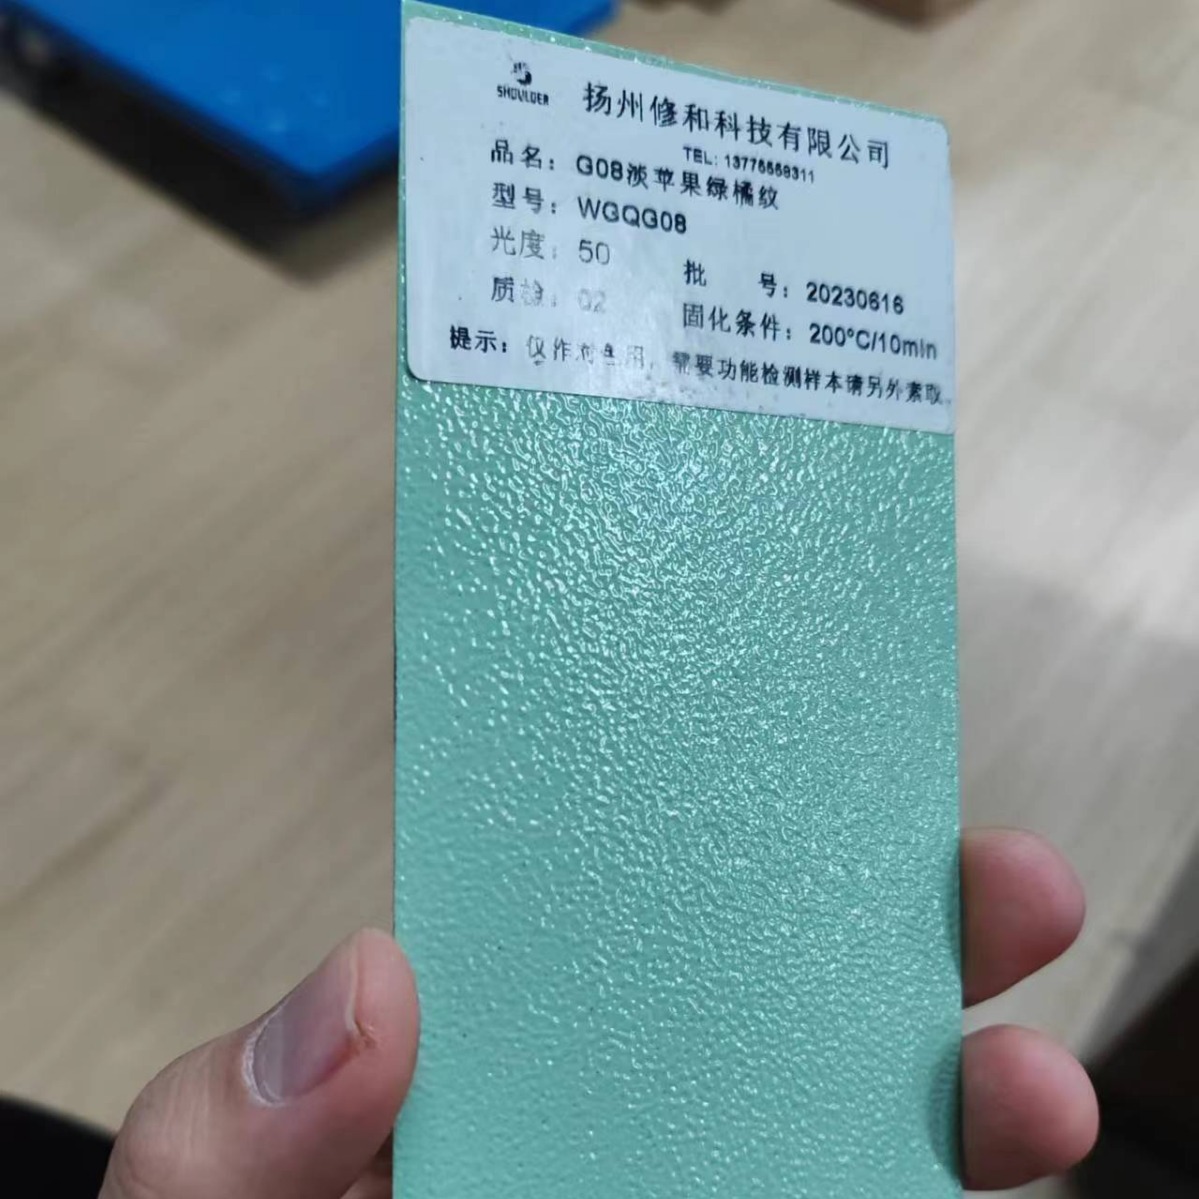 SHOULDER
扬州修和科技有限公司
TEL: 13775559311
品名: G08淡苹果绿橘纹
型号: WGQG08
光度: 50
批 号: 20230616
质检: 02
固化条件: 200°C/10min
提示: 仅作对色用, 需要功能检测样本请另外索取